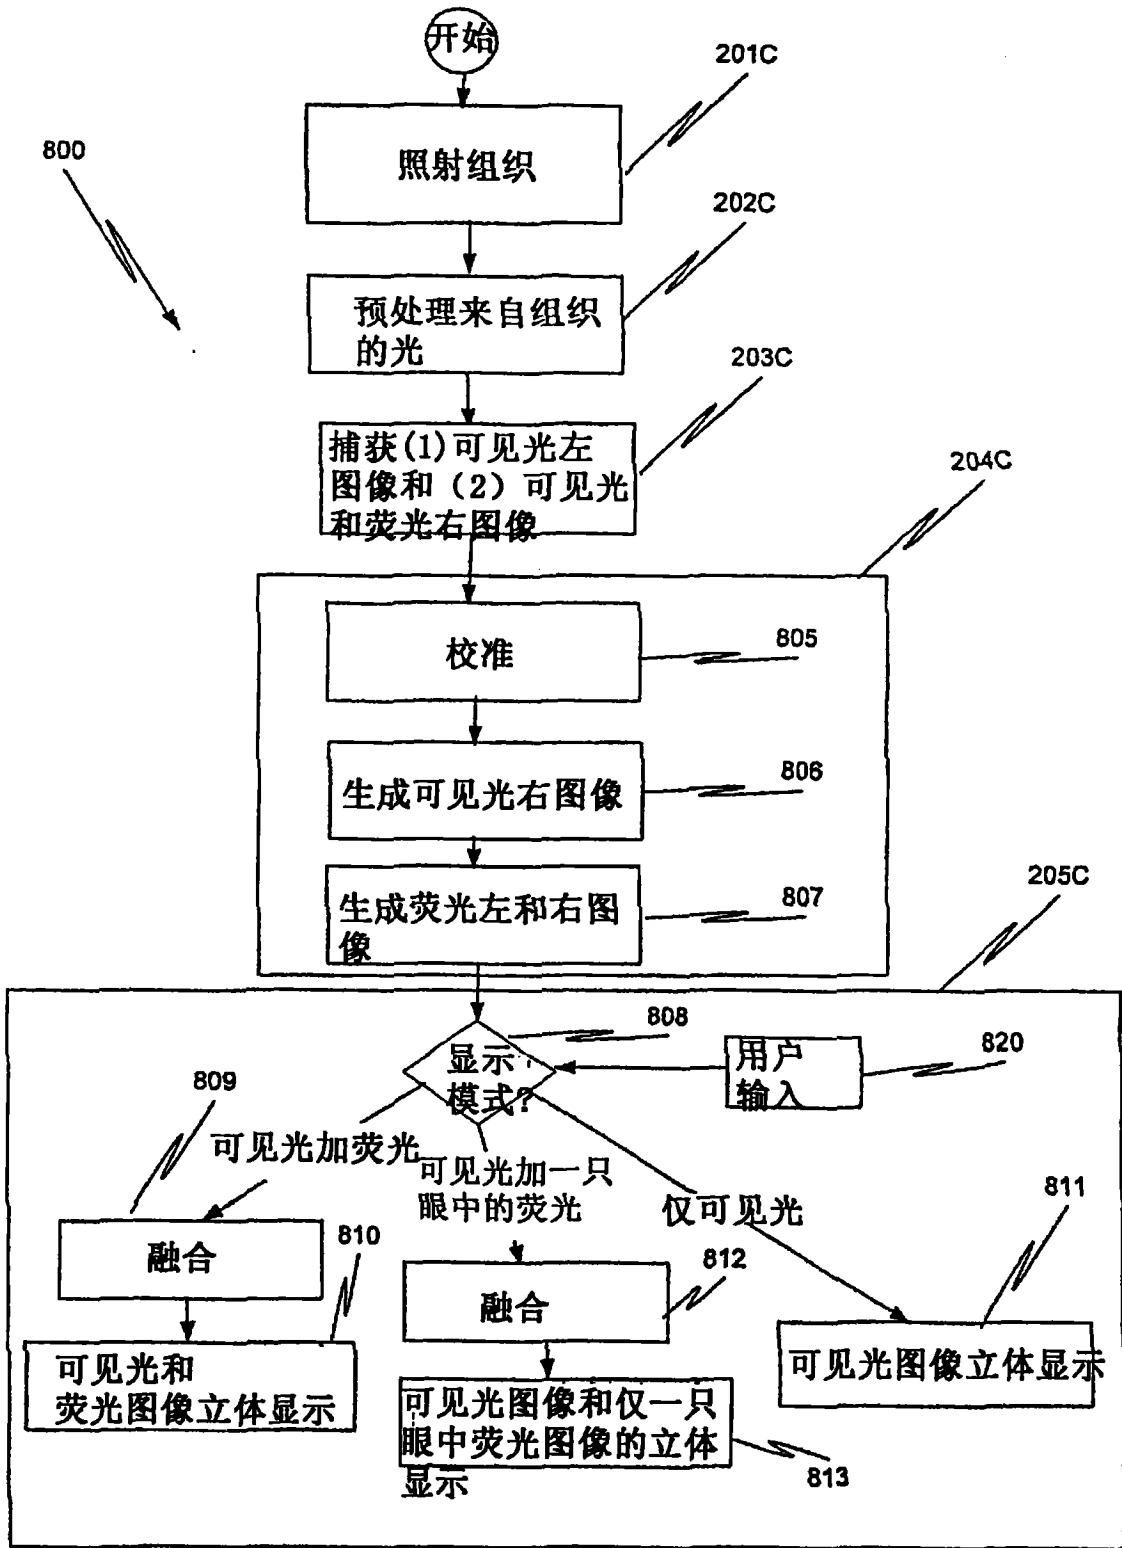 开始
201C
照射组织
800
202C
预处理来自组织
的光
203C
捕获(1)可见光左
图像和（2）可见光
和荧光右图像
204C
校准
805
生成可见光右图像
806
生成荧光左和右图
像
807
205C
显示
模式?
808
用户
输入
820
809
可见光加荧光
可见光加一只
眼中的荧光
仅可见光
811
融合
810
融合
812
可见光和
荧光图像立体显示
可见光图像和仅一只
眼中荧光图像的立体
显示
813
可见光图像立体显示